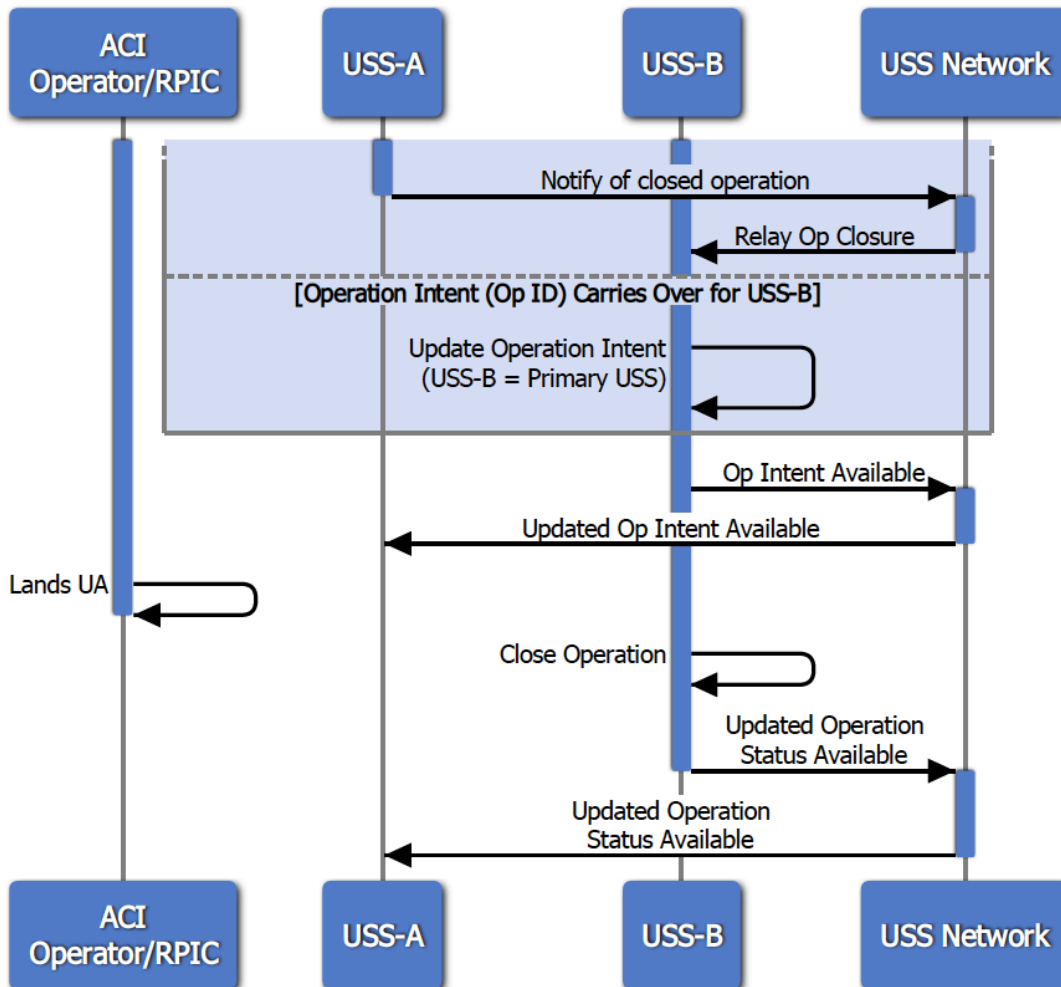 ACI
Operator/RPIC
USS-A
USS-B
USS Network
Notify of closed operation
Relay Op Closure
[Operation Intent (Op ID) Carries Over for USS-B]
Update Operation Intent
(USS-B = Primary USS)
Op Intent Available
Updated Op Intent Available
Lands UA
Close Operation
Updated Operation
Status Available
Updated Operation
Status Available
ACI
Operator/RPIC
USS-A
USS-B
USS Network